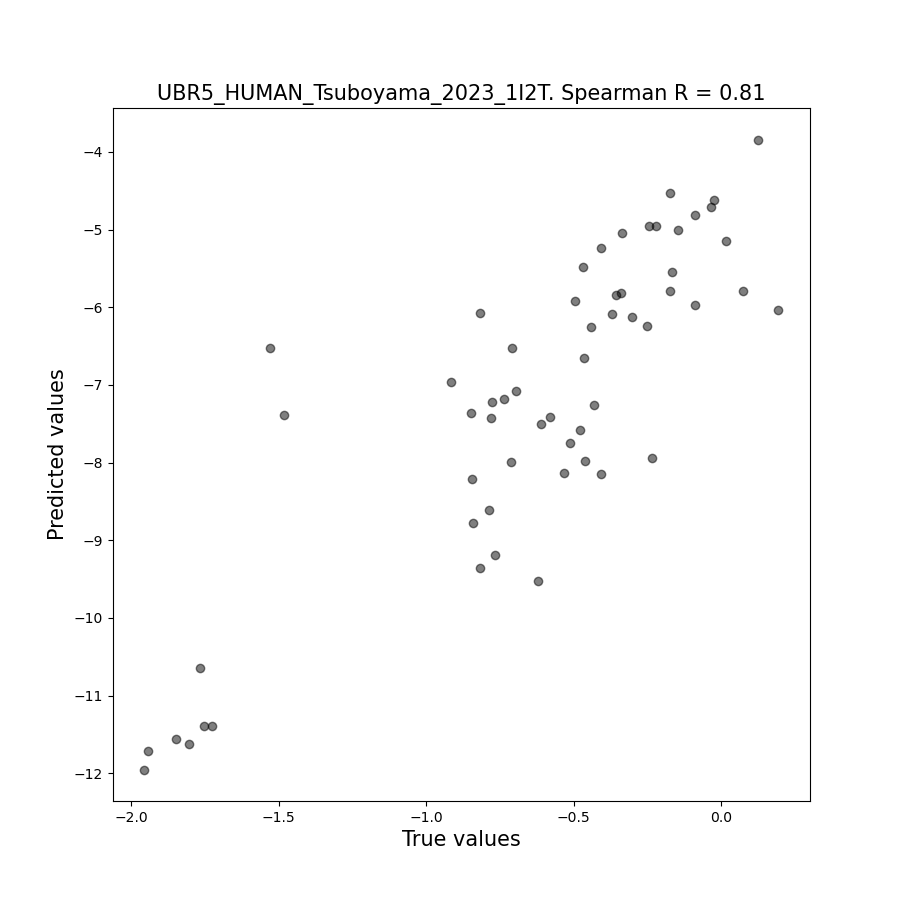 UBR5_HUMAN_Tsuboyama_2023_1I2T. Spearman R = 0.81
−4
−5
−6
−7
−8
−9
−10
−11
−12
Predicted values
−2.0 −1.5 −1.0 −0.5 0.0
True values